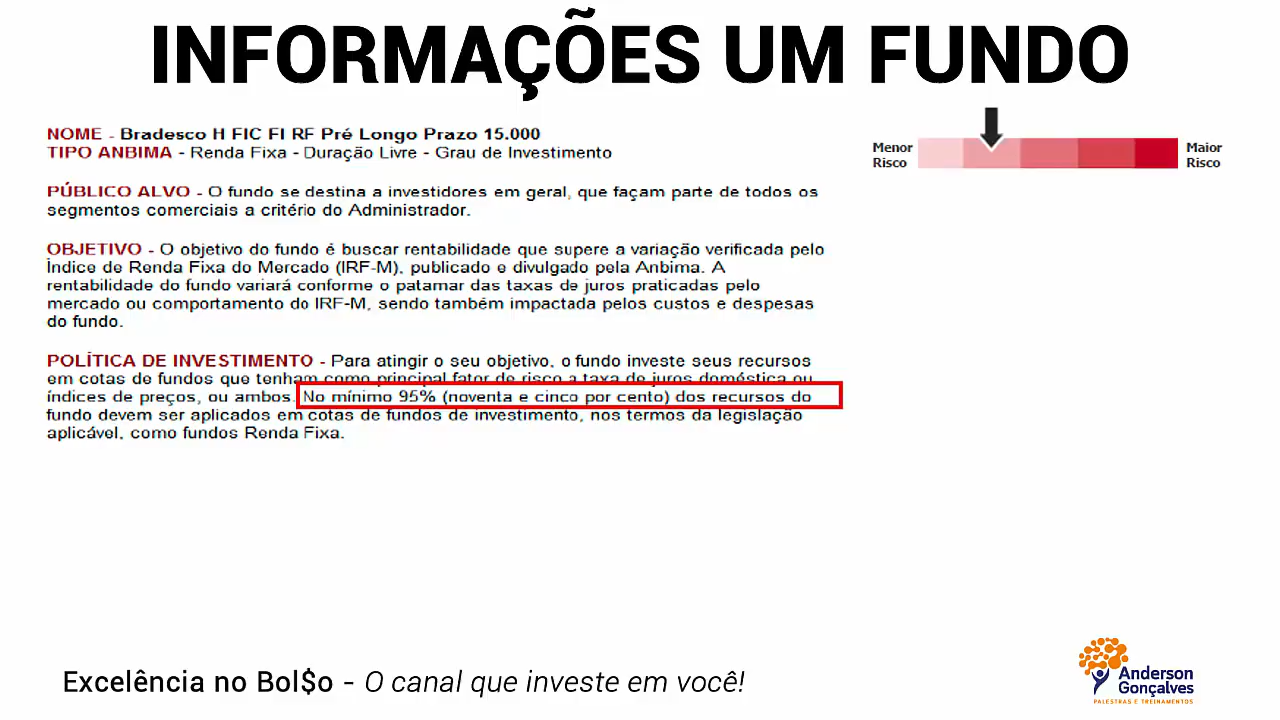 INFORMAÇÕES UM FUNDO
NOME - Bradesco H FIC FI RF Pré Longo Prazo 15.000
TIPO ANBIMA - Renda Fixa - Duração Livre - Grau de Investimento
Menor
Risco
Maior
Risco
PÚBLICO ALVO - O fundo se destina a investidores em geral, que façam parte de todos os
segmentos comerciais a critério do Administrador.
OBJETIVO - O objetivo do fundo é buscar rentabilidade que supere a variação verificada pelo
Índice de Renda Fixa do Mercado (IRF-M), publicado e divulgado pela Anbima. A
rentabilidade do fundo variará conforme o patamar das taxas de juros praticadas pelo
mercado ou comportamento do IRF-M, sendo também impactada pelos custos e despesas
do fundo.
POLÍTICA DE INVESTIMENTO - Para atingir o seu objetivo, o fundo investe seus recursos
em cotas de fundos que tenham como principal fator de risco a taxa de juros doméstica ou
índices de preços, ou ambos. No mínimo 95% (noventa e cinco por cento) dos recursos do
fundo devem ser aplicados em cotas de fundos de investimento, nos termos da legislação
aplicável, como fundos Renda Fixa.
Excelência no Bol$o - O canal que investe em você!
Anderson
Gonçalves
PALESTRAS E TREINAMENTOS